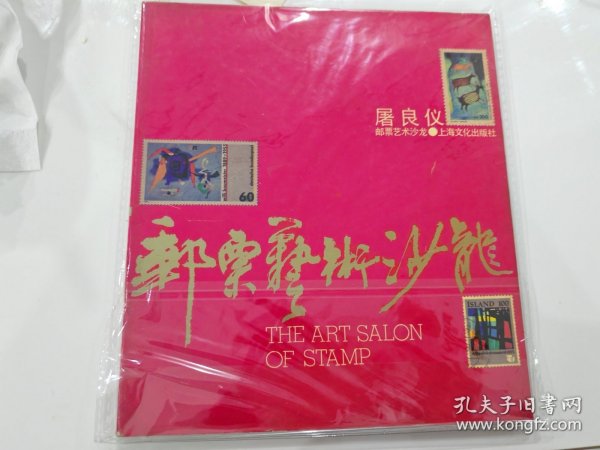 屠良仪
邮票艺术沙龙●上海文化出版社
60
郵票藝術沙龍
THE ART SALON
OF STAMP
ISLAND 100
孔夫子旧书网
www.kongfz.com